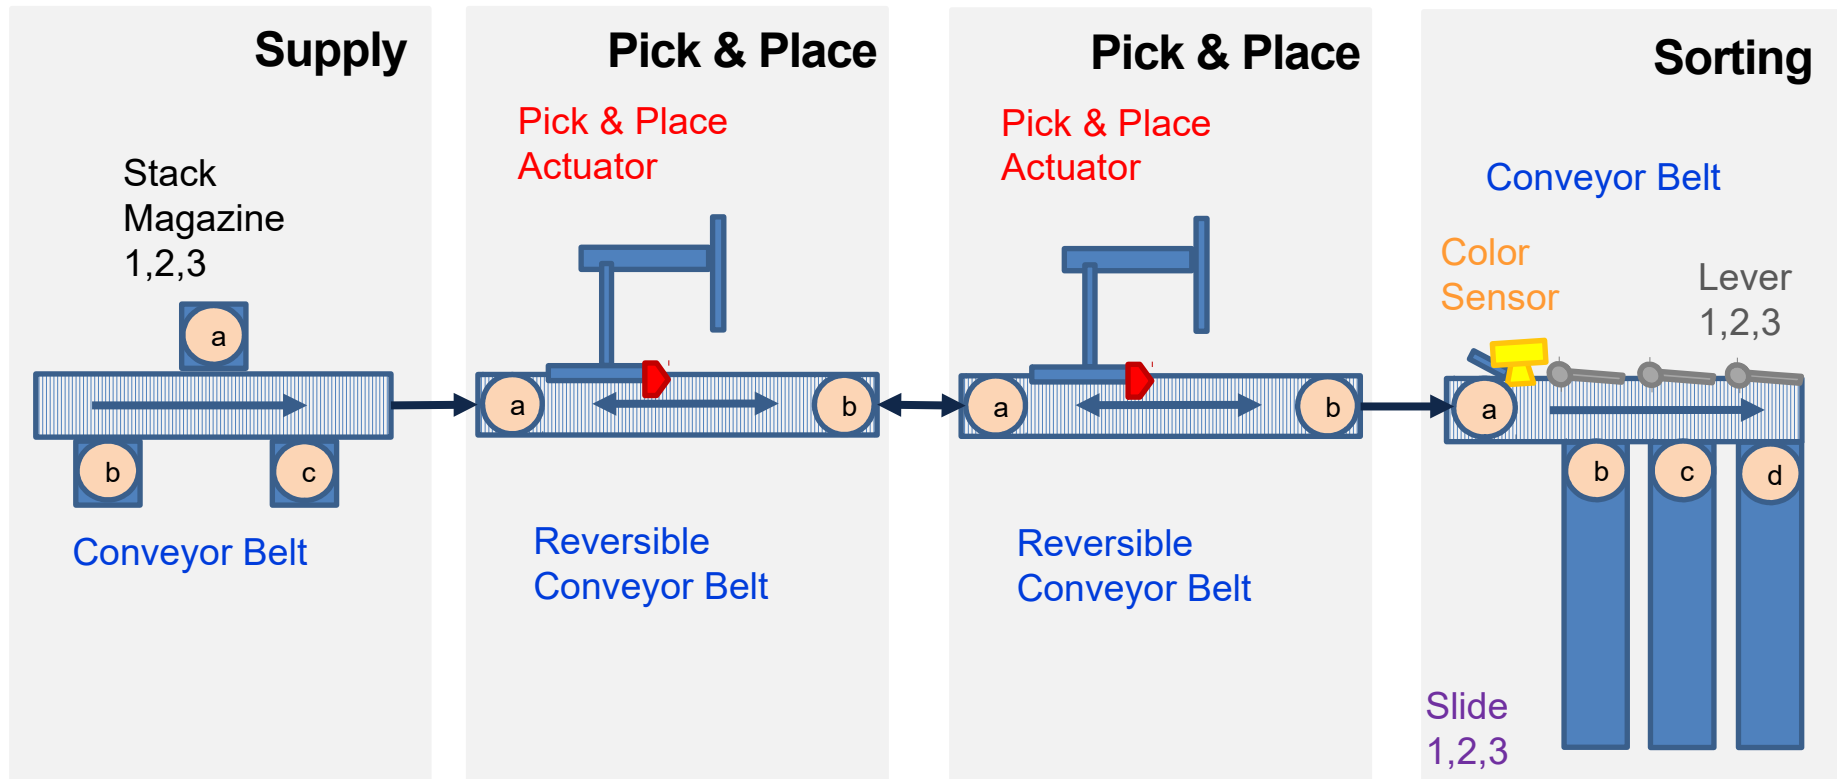 Supply
Stack
Magazine
1,2,3
a
b
c
Conveyor Belt
Pick & Place
Pick & Place
Actuator
a
b
Reversible
Conveyor Belt
Pick & Place
Pick & Place
Actuator
a
b
Reversible
Conveyor Belt
Sorting
Conveyor Belt
Color
Sensor
Lever
1,2,3
a
b
c
d
Slide
1,2,3